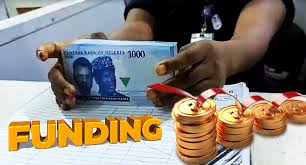 CENTRAL BANK OF NIGERIA
1000
FUNDING